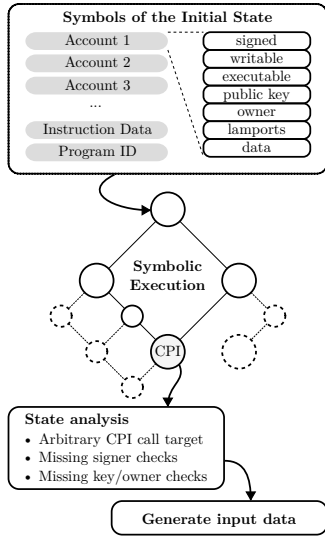 Symbols of the Initial State
Account 1
Account 2
Account 3
...
Instruction Data
Program ID
signed
writable
executable
public key
owner
lamports
data
Symbolic
Execution
CPI
State analysis
• Arbitrary CPI call target
• Missing signer checks
• Missing key/owner checks
Generate input data